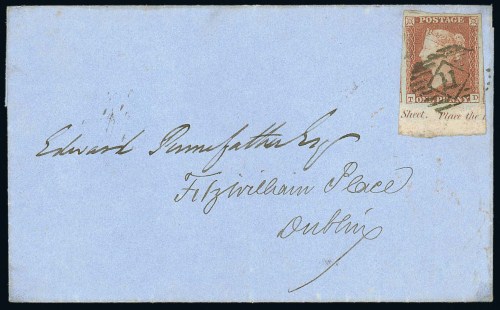 POSTAGE
T ONE PENNY D
Sheet. Place the
Edward Pennefather Esq
Fitzwilliam Place
Dublin